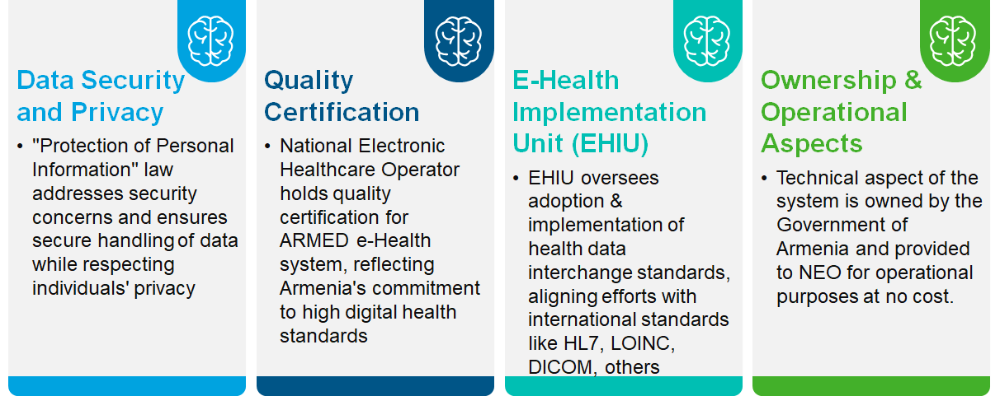 Data Security
and Privacy
• "Protection of Personal
Information" law
addresses security
concerns and ensures
secure handling of data
while respecting
individuals' privacy
Quality
Certification
• National Electronic
Healthcare Operator
holds quality
certification for
ARMED e-Health
system, reflecting
Armenia's commitment
to high digital health
standards
E-Health
Implementation
Unit (EHIU)
• EHIU oversees
adoption &
implementation of
health data
interchange standards,
aligning efforts with
international standards
like HL7, LOINC,
DICOM, others
Ownership &
Operational
Aspects
• Technical aspect of the
system is owned by the
Government of
Armenia and provided
to NEO for operational
purposes at no cost.